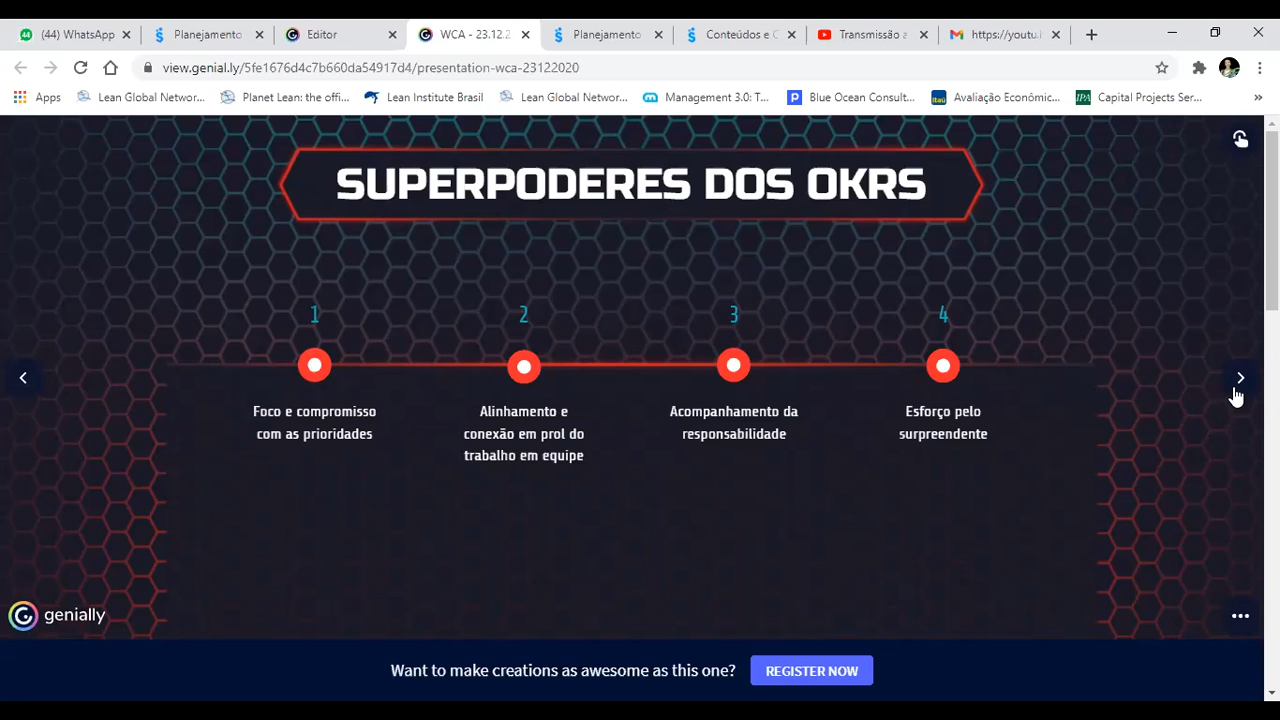 (44) WhatsApp
Planejamento
Editor
WCA - 23.12.2
Planejamento
Conteúdos e C
Transmissão a
https://youtu.i
view.genial.ly/5fe1676d4c7b660da54917d4/presentation-wca-23122020
Apps
Lean Global Networ...
Planet Lean: the offi...
Lean Institute Brasil
Lean Global Networ...
Management 3.0: T...
Blue Ocean Consult...
Avaliação Econômic...
Capital Projects Ser...
SUPERPODERES DOS OKRS
1
2
3
4
Foco e compromisso
com as prioridades
Alinhamento e
conexão em prol do
trabalho em equipe
Acompanhamento da
responsabilidade
Esforço pelo
surpreendente
genially
Want to make creations as awesome as this one?
REGISTER NOW